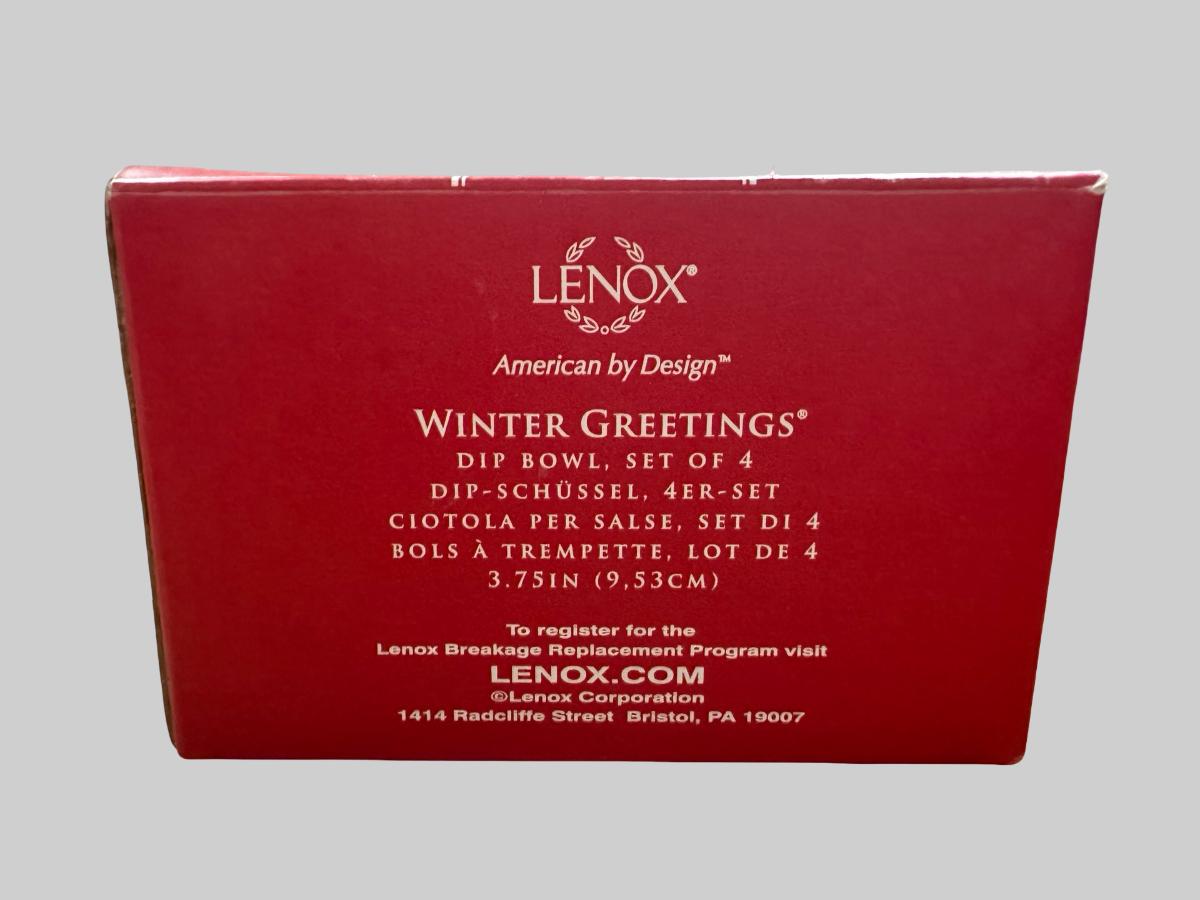 LENOX®
American by Design™
WINTER GREETINGS®
DIP BOWL, SET OF 4
DIP-SCHÜSSEL, 4ER-SET
CIOTOLA PER SALSE, SET DI 4
BOLS À TREMPETTE, LOT DE 4
3.75IN (9,53CM)
To register for the
Lenox Breakage Replacement Program visit
LENOX.COM
©Lenox Corporation
1414 Radcliffe Street Bristol, PA 19007